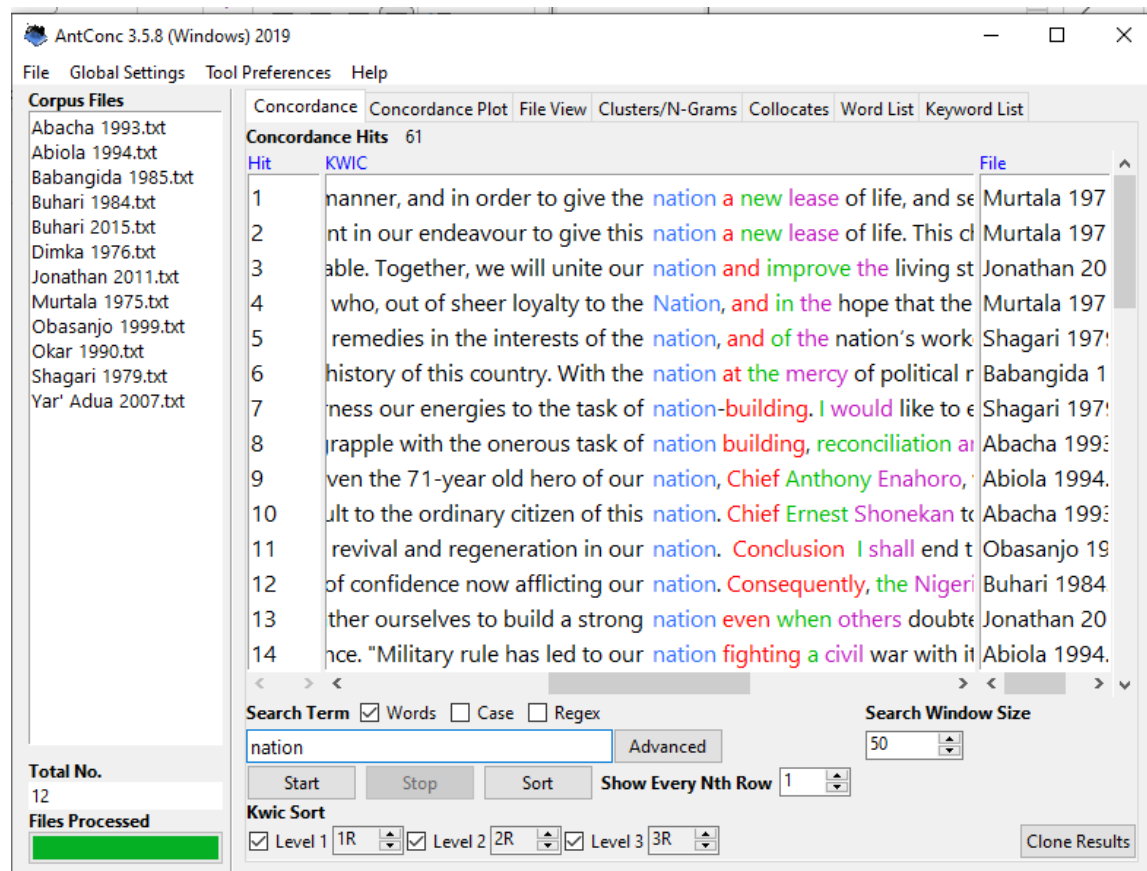 AntConc 3.5.8 (Windows) 2019
File Global Settings Tool Preferences Help
Corpus Files
Abacha 1993.txt
Abiola 1994.txt
Babangida 1985.txt
Buhari 1984.txt
Buhari 2015.txt
Dimka 1976.txt
Jonathan 2011.txt
Murtala 1975.txt
Obasanjo 1999.txt
Okar 1990.txt
Shagari 1979.txt
Yar' Adua 2007.txt
Total No.
12
Files Processed
Concordance Concordance Plot File View Clusters/N-Grams Collocates Word List Keyword List
Concordance Hits 61
Hit KWIC File
1 manner, and in order to give the nation a new lease of life, and se Murtala 197
2 nt in our endeavour to give this nation a new lease of life. This ch Murtala 197
3 able. Together, we will unite our nation and improve the living st Jonathan 20
4 who, out of sheer loyalty to the Nation, and in the hope that the Murtala 197
5 remedies in the interests of the nation, and of the nation's work Shagari 197
6 history of this country. With the nation at the mercy of political Babangida 1
7 ness our energies to the task of nation-building. I would like to e Shagari 197
8 grapple with the onerous task of nation building, reconciliation Abacha 199
9 ven the 71-year old hero of our nation, Chief Anthony Enahoro, Abiola 1994.
10 ult to the ordinary citizen of this nation. Chief Ernest Shonekan to Abacha 199
11 revival and regeneration in our nation. Conclusion I shall end t Obasanjo 19
12 of confidence now afflicting our nation. Consequently, the Nigeri Buhari 1984
13 ther ourselves to build a strong nation even when others doubte Jonathan 20
14 nce. "Military rule has led to our nation fighting a civil war with it Abiola 1994.
Search Term Words Case Regex Search Window Size
nation Advanced 50
Start Stop Sort Show Every Nth Row 1
Kwic Sort
Level 1 1R Level 2 2R Level 3 3R Clone Results